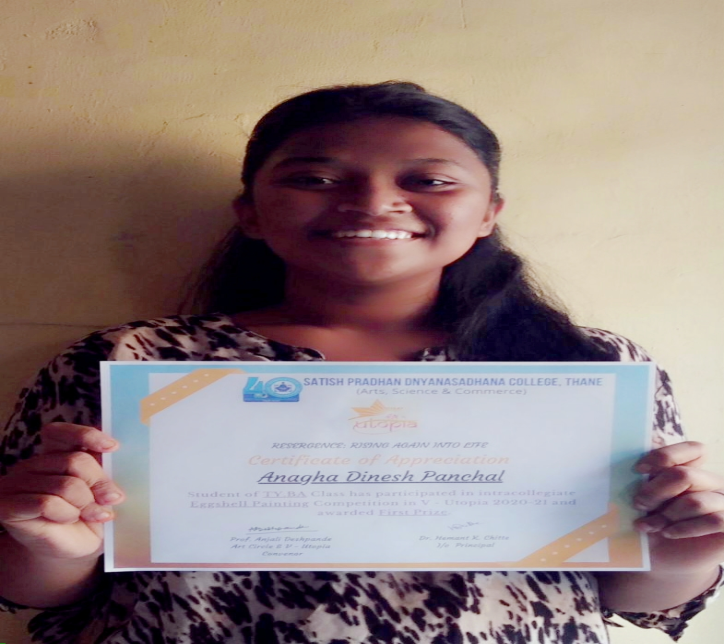 40
SATISH PRADHAN DNYANASADHANA COLLEGE, THANE
(Arts, Science & Commerce)
utopia
RESERGENCE: RISING AGAIN INTO LIFE
Certificate of Appreciation
Anagha Dinesh Panchal
Student of TY.BA Class has participated in intracollegiate
Eggshell Painting Competition in V - Utopia 2020-21 and
awarded First Prize
Prof. Anjali Deshpande
Art Circle & V - Utopia
Convenor
Dr. Hemant K. Chitte
I/c Principal